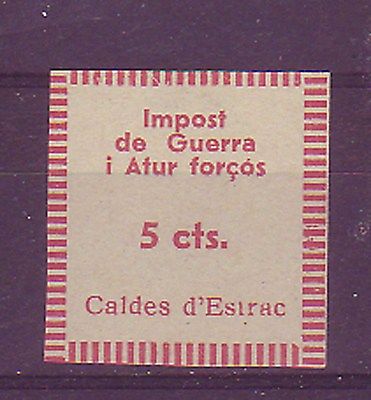 Impost
de Guerra
i Atur forçós
5 cts.
Caldes d'Estrac